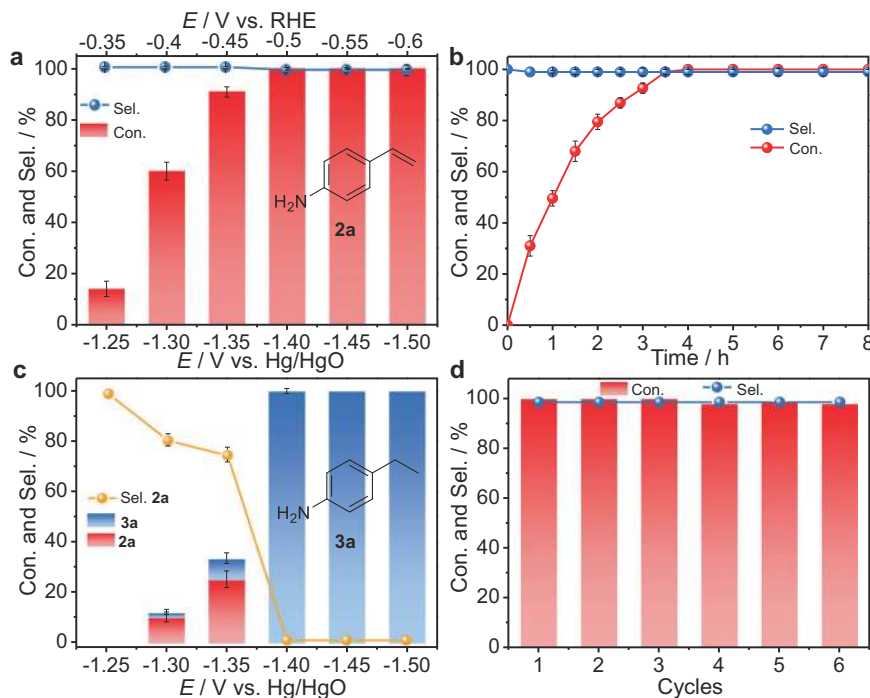 E / V vs. RHE
-0.35 -0.4 -0.45 -0.5 -0.55 -0.6
a
Con. and Sel. / %
100
80
60
40
20
0
Sel.
Con.
H2N
2a
-1.25 -1.30 -1.35 -1.40 -1.45 -1.50
E / V vs. Hg/HgO
b
Con. and Sel. / %
100
80
60
40
20
0
Sel.
Con.
0 1 2 3 4 5 6 7 8
Time / h
c
Con. and Sel. / %
100
80
60
40
20
0
Sel. 2a
3a
2a
H2N
3a
-1.25 -1.30 -1.35 -1.40 -1.45 -1.50
E / V vs. Hg/HgO
d
Con. and Sel. / %
100
80
60
40
20
0
Con. Sel.
1 2 3 4 5 6
Cycles